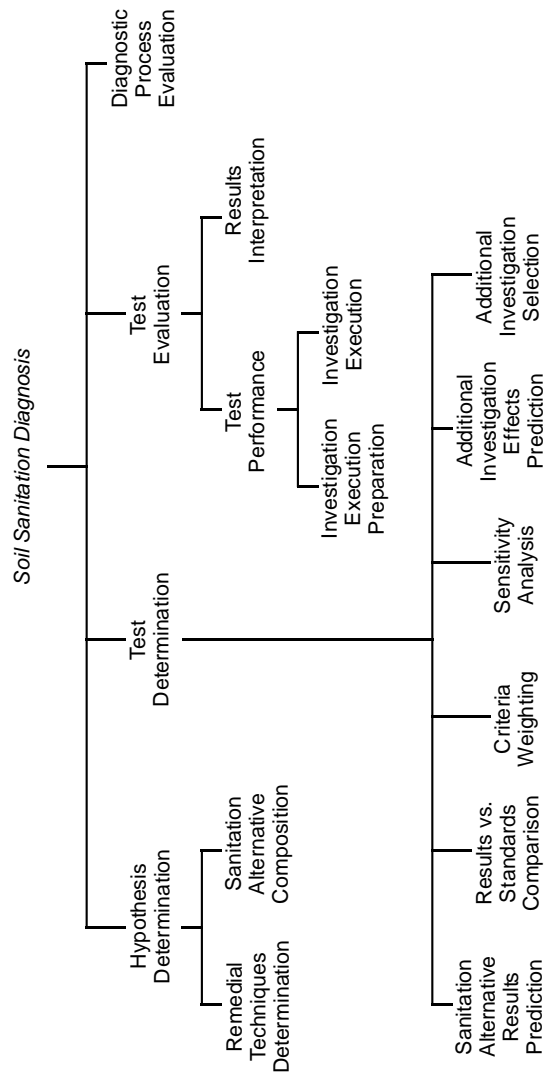 Soil Sanitation Diagnosis
Hypothesis
Determination
Test
Determination
Test
Evaluation
Diagnostic
Process
Evaluation
Remedial
Techniques
Determination
Sanitation
Alternative
Composition
Test
Performance
Results
Interpretation
Investigation
Execution
Preparation
Investigation
Execution
Sanitation
Alternative
Results
Prediction
Results vs.
Standards
Comparison
Criteria
Weighting
Sensitivity
Analysis
Additional
Investigation
Effects
Prediction
Additional
Investigation
Selection